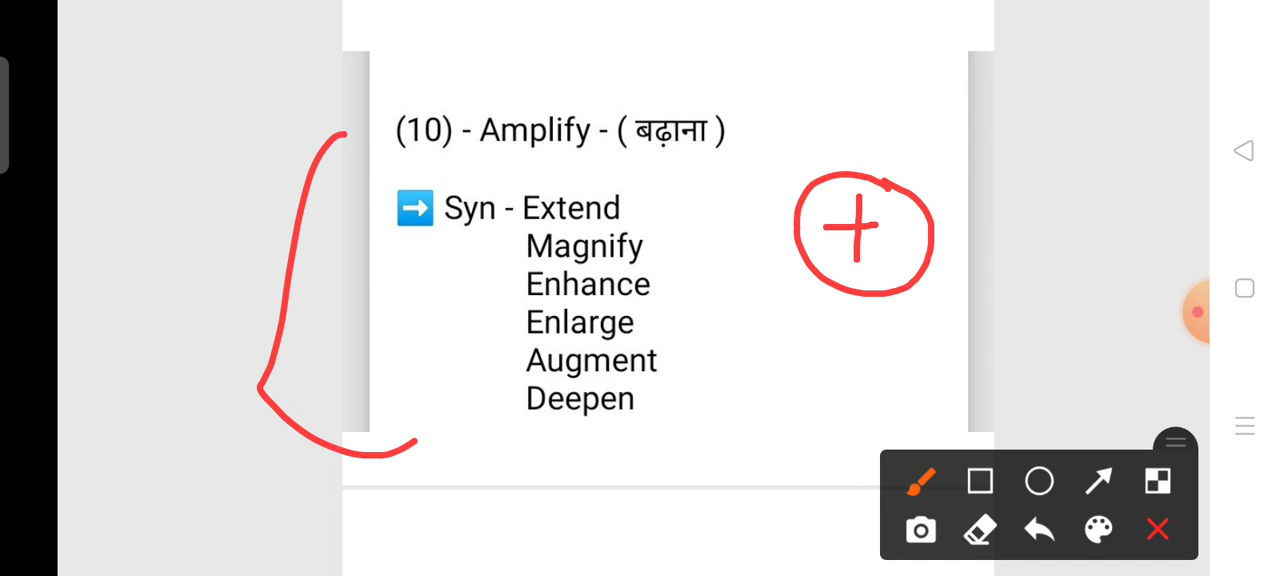 (10) - Amplify - ( बढ़ाना )
➡️ Syn - Extend
Magnify
Enhance
Enlarge
Augment
Deepen
+